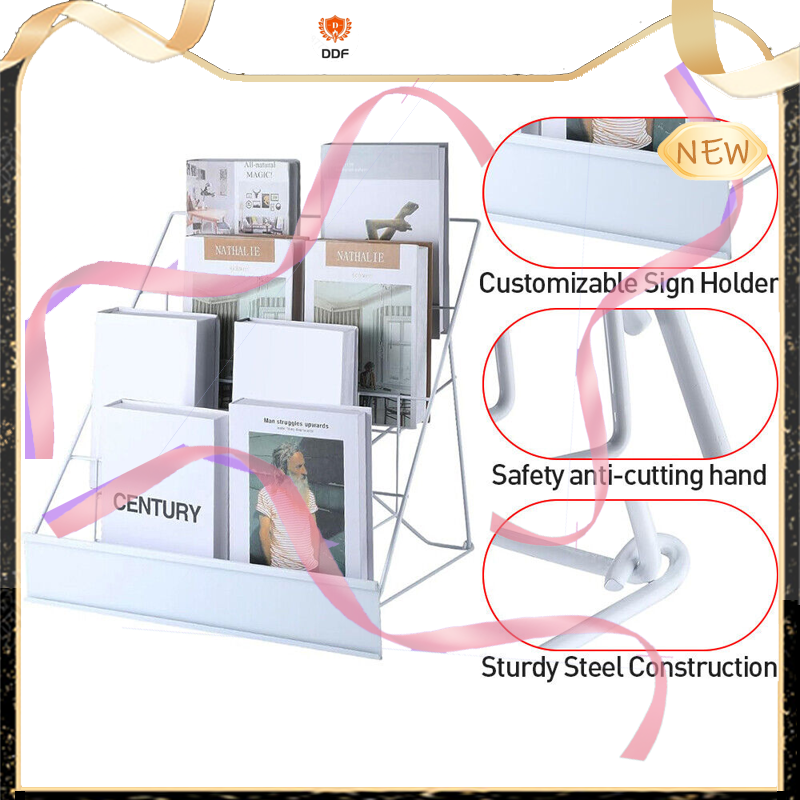 DDF
NEW
All-natural
MAGIC!
NATHALIE
NATHALIE
Man struggles upwards
CENTURY
Customizable Sign Holder
Safety anti-cutting hand
Sturdy Steel Construction